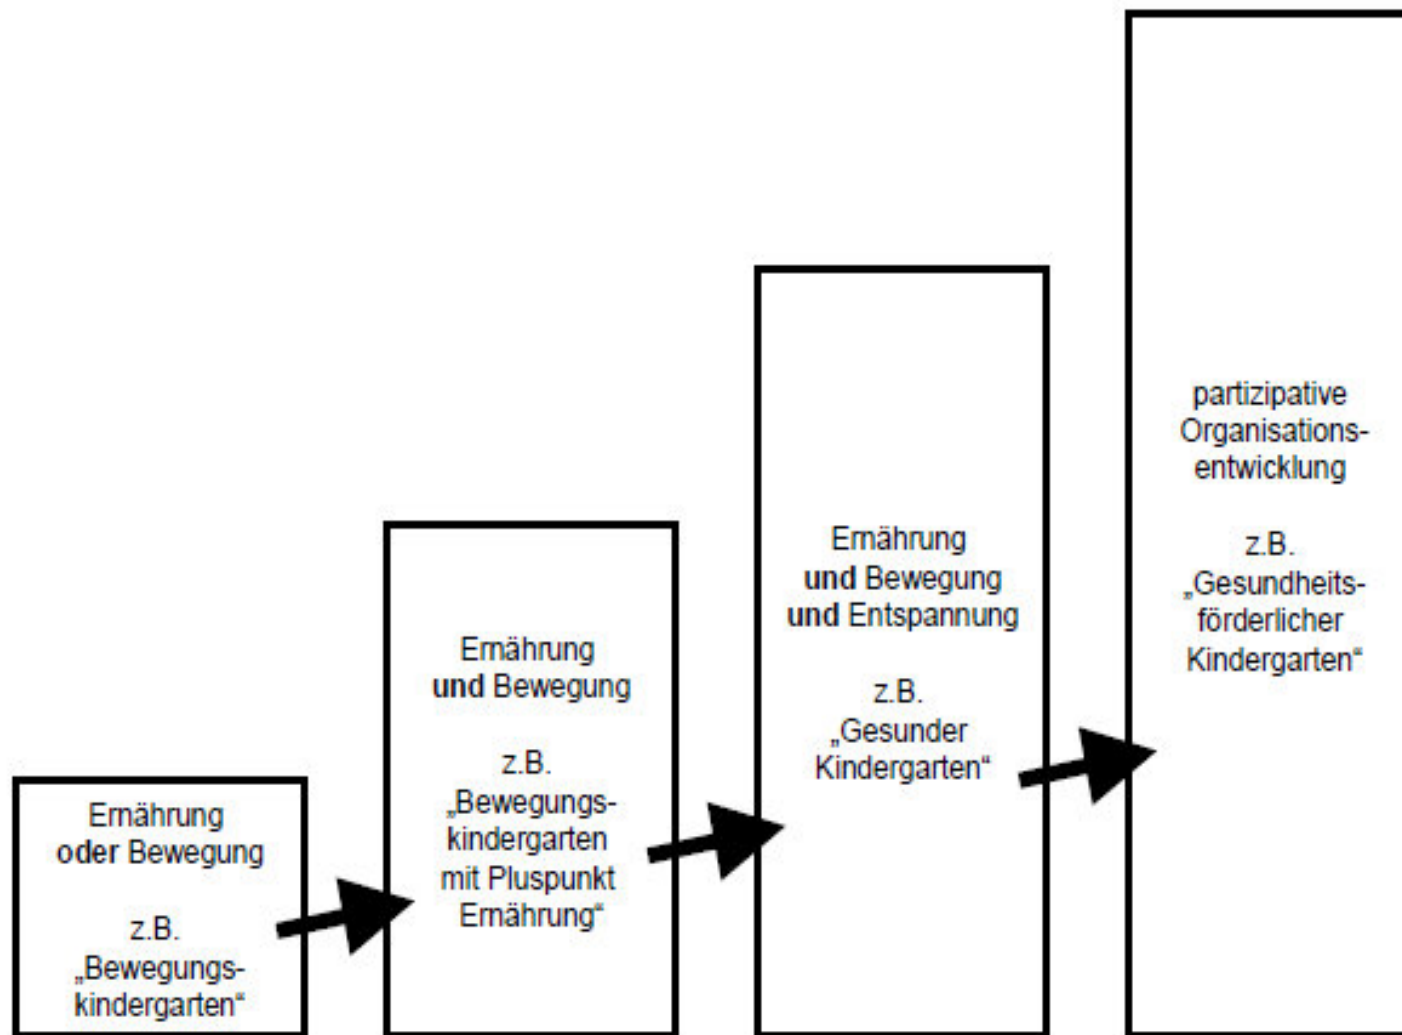 Ernährung
oder Bewegung
z.B.
„Bewegungs-
kindergarten“
Ernährung
und Bewegung
z.B.
„Bewegungs-
kindergarten
mit Pluspunkt
Ernährung“
Ernährung
und Bewegung
und Entspannung
z.B.
„Gesunder
Kindergarten“
partizipative
Organisations-
entwicklung
z.B.
„Gesundheits-
förderlicher
Kindergarten“